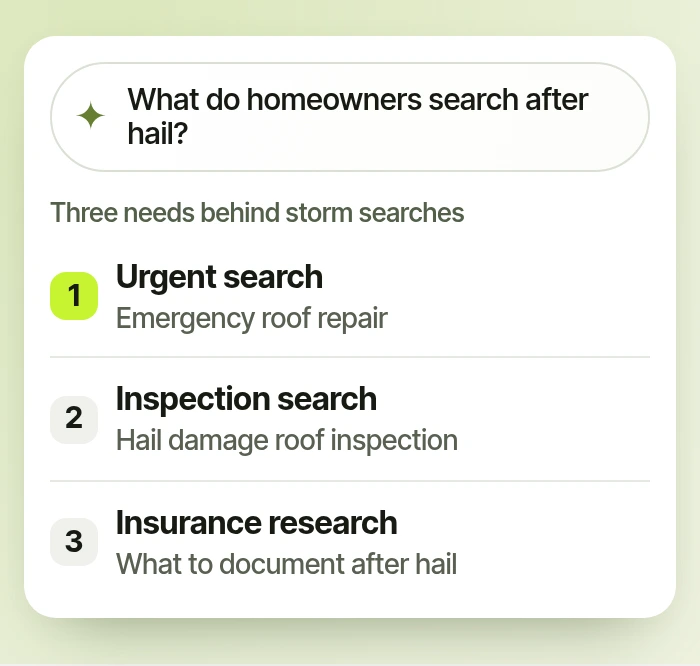 What do homeowners search after
hail?
Three needs behind storm searches
1
Urgent search
Emergency roof repair
2
Inspection search
Hail damage roof inspection
3
Insurance research
What to document after hail